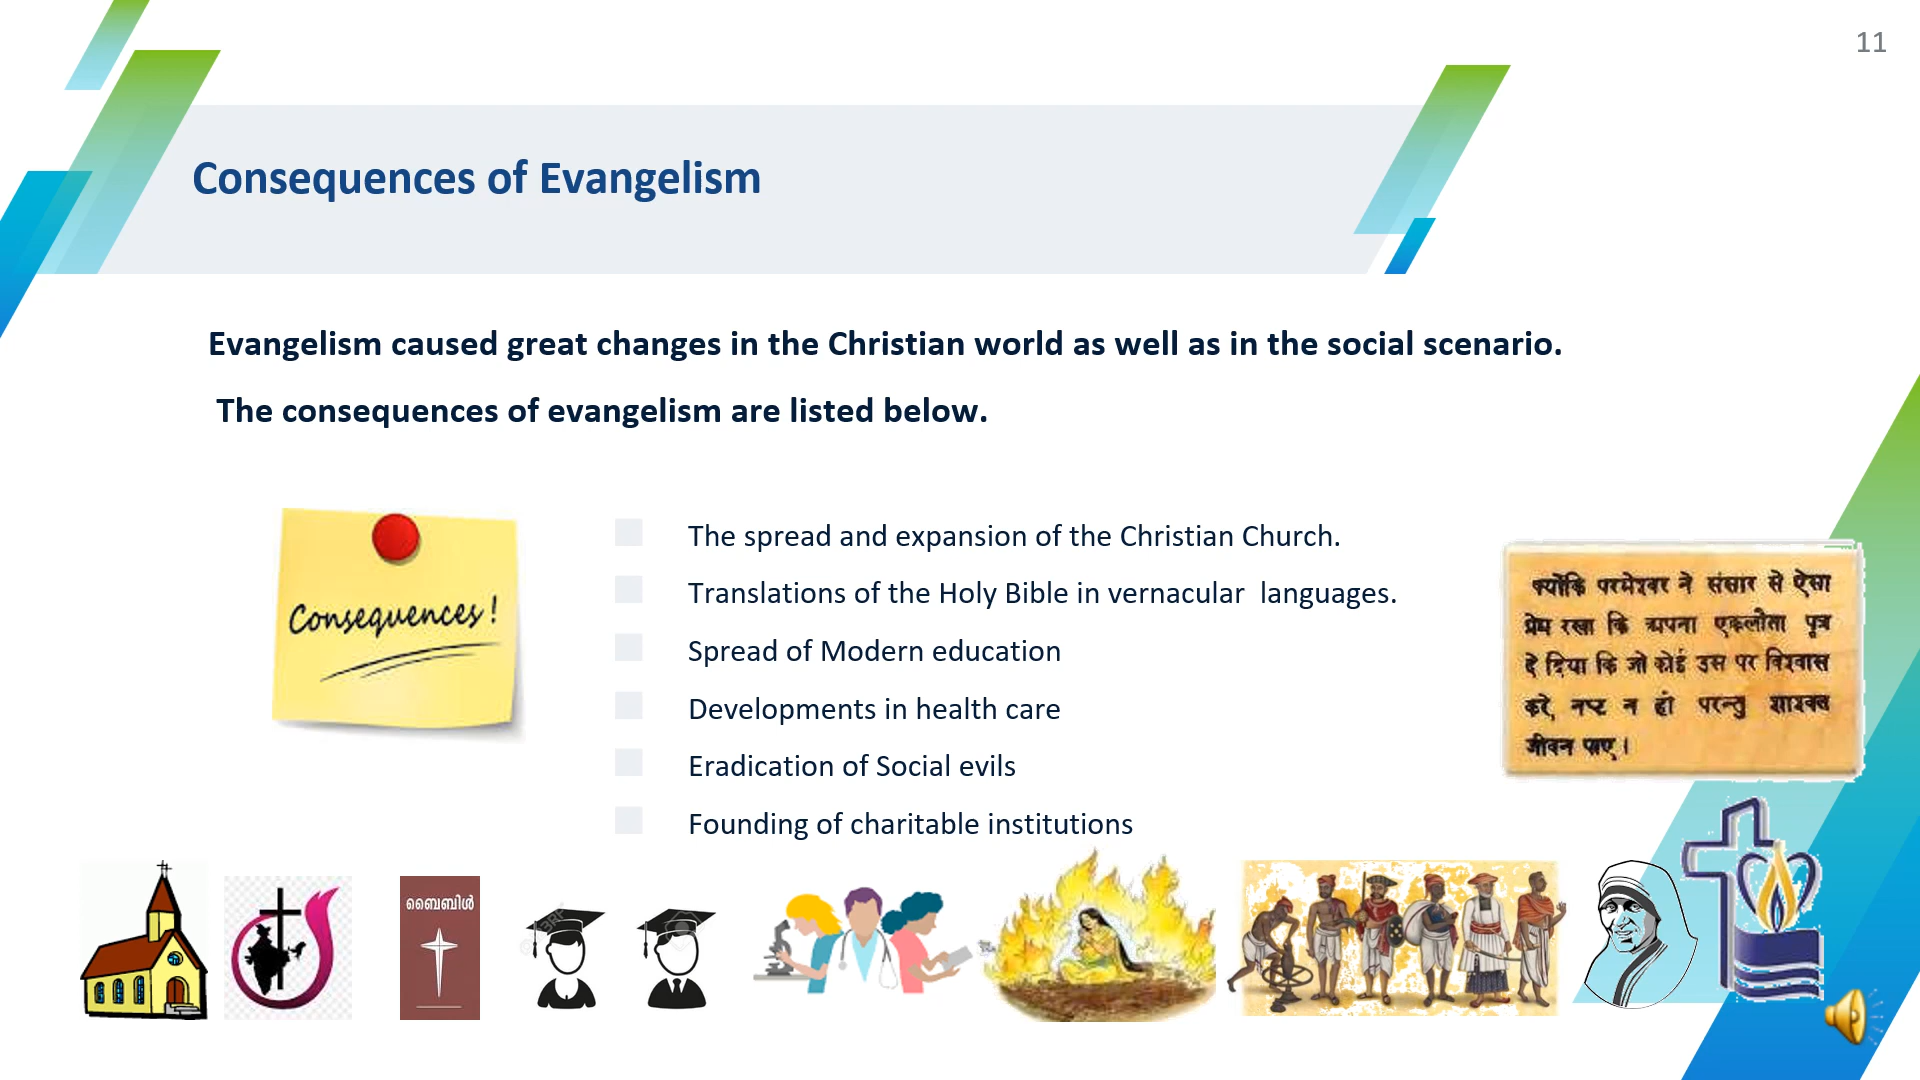 11
Consequences of Evangelism
Evangelism caused great changes in the Christian world as well as in the social scenario.
The consequences of evangelism are listed below.
Consequences !
The spread and expansion of the Christian Church.
Translations of the Holy Bible in vernacular languages.
Spread of Modern education
Developments in health care
Eradication of Social evils
Founding of charitable institutions
क्योंकि परमेश्वर ने संसार से ऐसा
प्रेम रखा कि अपना एकलौता पुत्र
दे दिया कि जो कोई उस पर विश्वास
करे, नष्ट न हो परन्तु शाश्वत
जीवन पाए।
ബൈബിൾ